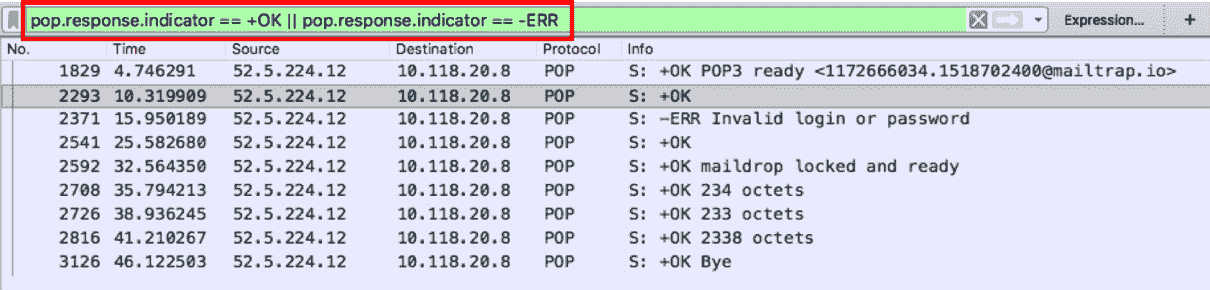 pop.response.indicator == +OK || pop.response.indicator == -ERR Expression... +
No. Time Source Destination Protocol Info
1829 4.746291 52.5.224.12 10.118.20.8 POP S: +OK POP3 ready <1172666034.1518702400@mailtrap.io>
2293 10.319909 52.5.224.12 10.118.20.8 POP S: +OK
2371 15.950189 52.5.224.12 10.118.20.8 POP S: -ERR Invalid login or password
2541 25.582680 52.5.224.12 10.118.20.8 POP S: +OK
2592 32.564350 52.5.224.12 10.118.20.8 POP S: +OK maildrop locked and ready
2708 35.794213 52.5.224.12 10.118.20.8 POP S: +OK 234 octets
2726 38.936245 52.5.224.12 10.118.20.8 POP S: +OK 233 octets
2816 41.210267 52.5.224.12 10.118.20.8 POP S: +OK 2338 octets
3126 46.122503 52.5.224.12 10.118.20.8 POP S: +OK Bye